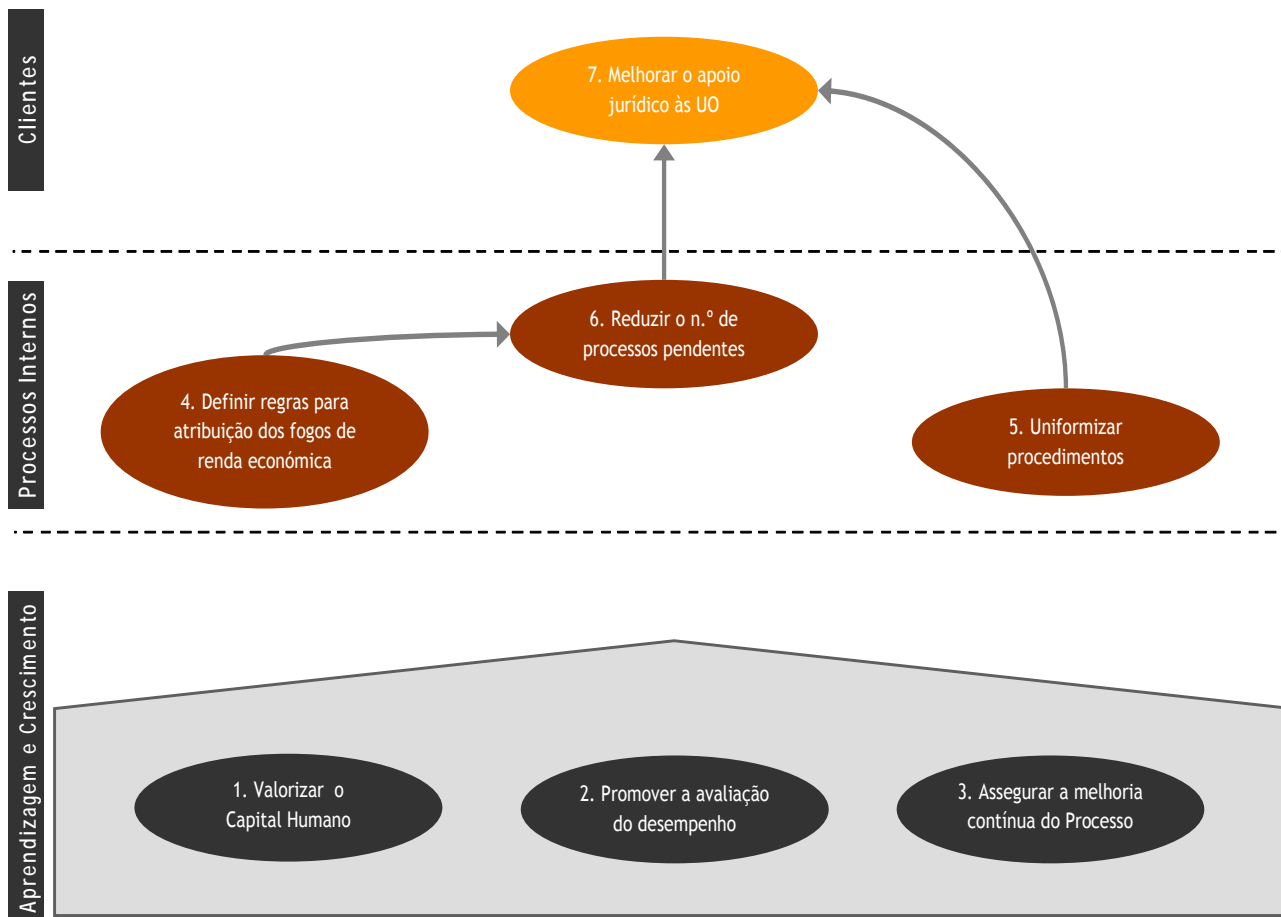 Clientes
7. Melhorar o apoio
jurídico às UO
Processos Internos
6. Reduzir o n.º de
processos pendentes
4. Definir regras para
atribuição dos fogos de
renda económica
5. Uniformizar
procedimentos
Aprendizagem e Crescimento
1. Valorizar o
Capital Humano
2. Promover a avaliação
do desempenho
3. Assegurar a melhoria
contínua do Processo